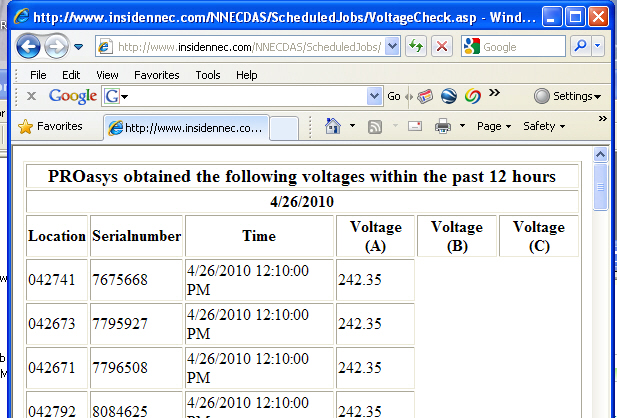 http://www.insidennec.com/NNECDAS/ScheduledJobs/VoltageCheck.asp - Wind...
http://www.insidennec.com/NNECDAS/ScheduledJobs/ Google
File Edit View Favorites Tools Help
x Google G Go » Settings
Favorites http://www.insidennec.co... Page Safety »
PROasys obtained the following voltages within the past 12 hours
4/26/2010
Location Serialnumber Time Voltage (A) Voltage (B) Voltage (C)
042741 7675668 4/26/2010 12:10:00 PM 242.35
042673 7795927 4/26/2010 12:10:00 PM 242.35
042671 7796508 4/26/2010 12:10:00 PM 242.35
042792 8084625 4/26/2010 12:10:00 242.35